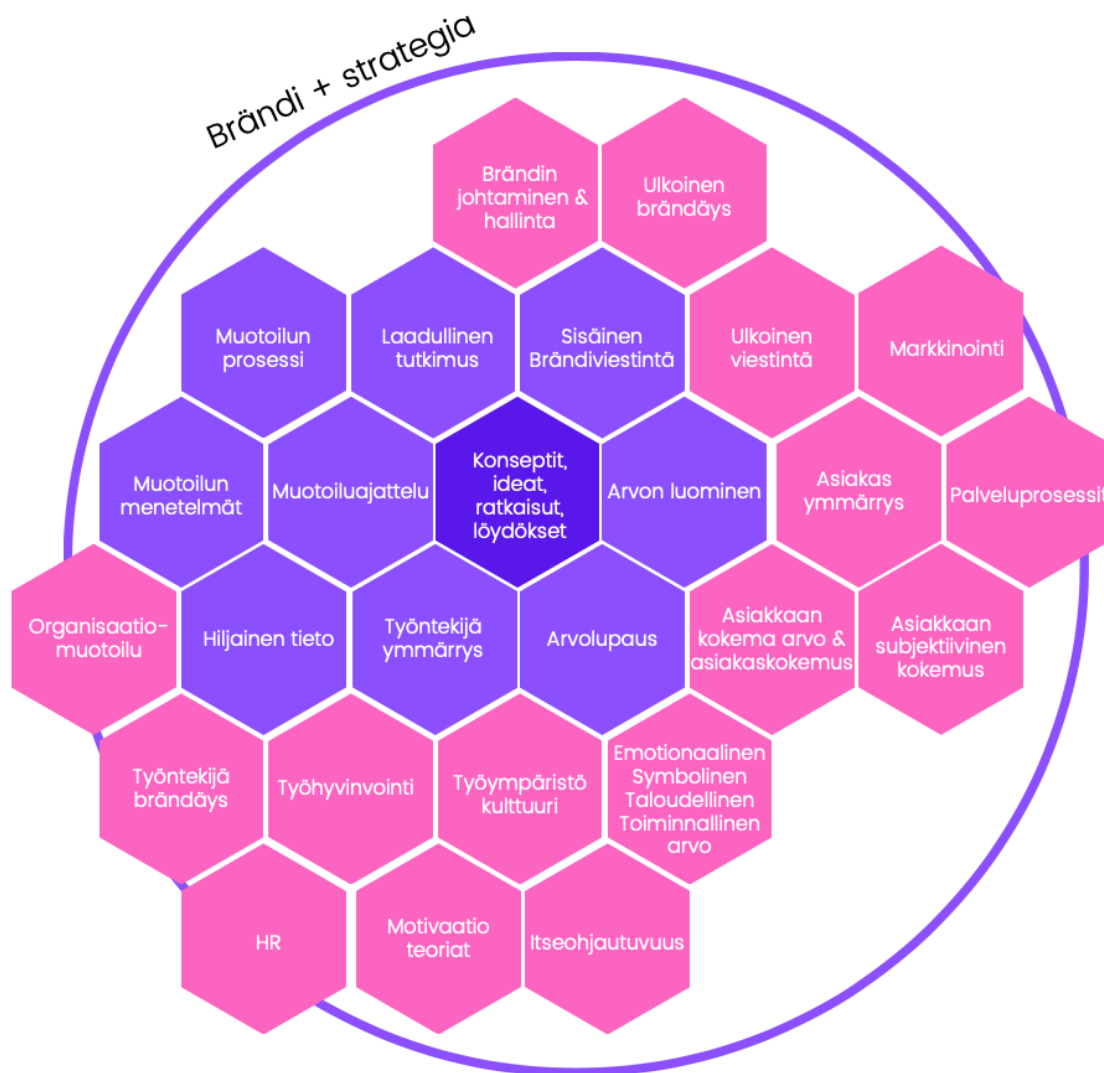 Brändi + strategia
Brändin
johtaminen &
hallinta
Ulkoinen
brändäys
Muotoilun
prosessi
Laadullinen
tutkimus
Sisäinen
Brändiviestintä
Ulkoinen
viestintä
Markkinointi
Muotoilun
menetelmät
Muotoiluajattelu
Konseptit,
ideat,
ratkaisut,
löydökset
Arvon luominen
Asiakas
ymmärrys
Palveluprosessit
Organisaatio-
muotoilu
Hiljainen tieto
Työntekijä
ymmärrys
Arvolupaus
Asiakkaan
kokema arvo &
asiakaskokemus
Asiakkaan
subjektiivinen
kokemus
Työntekijä
brändäys
Työhyvinvointi
Työympäristö
kulttuuri
Emotionaalinen
Symbolinen
Taloudellinen
Toiminnallinen
arvo
HR
Motivaatio
teoriat
Itseohjautuvuus